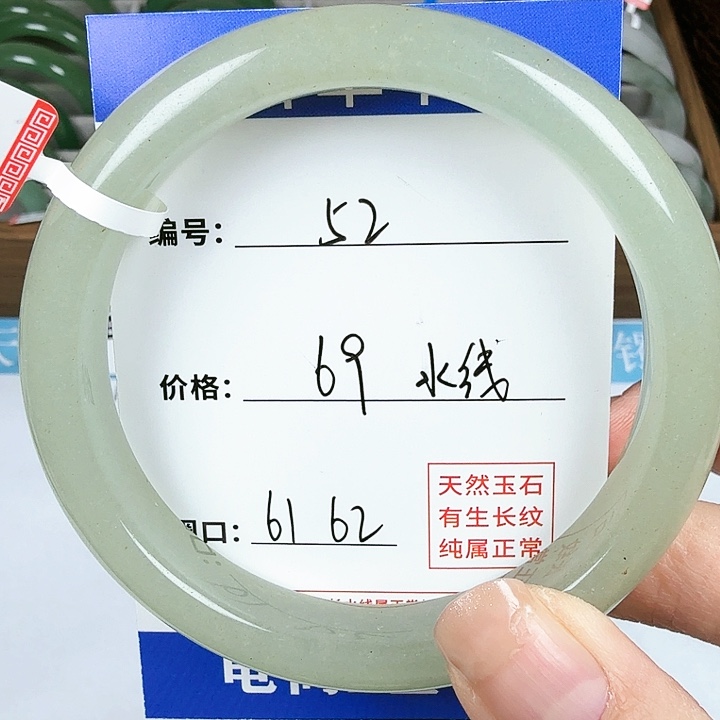 编号: 52
价格: 69 水线
圈口: 61 62
天然玉石
有生长纹
纯属正常